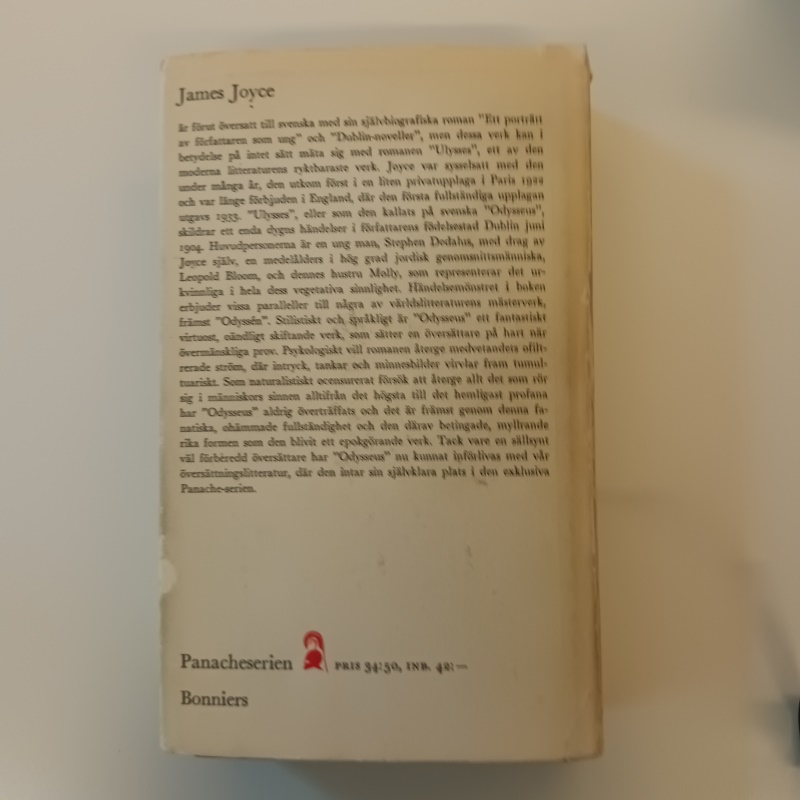 James Joyce
är förut översatt till svenska med sin självbiografiska roman "Ett porträtt
av författaren som ung" och "Dublin-noveller", men dessa verk kan i
betydelse på intet sätt mäta sig med romanen "Ulysses", ett av den
moderna litteraturens ryktbaraste verk. Joyce var sysselsatt med den
under många år, den utkom först i en liten privatupplaga i Paris 1922
och var länge förbjuden i England, där den första fullständiga upplagan
utgavs 1933. "Ulysses", eller som den kallats på svenska "Odysseus",
skildrar ett enda dygns händelser i författarens födelsestad Dublin juni
1904. Huvudpersonerna är en ung man, Stephen Dedalus, med drag av
Joyce själv, en medelålders i hög grad jordisk genomsnittsmänniska,
Leopold Bloom, och dennes hustru Molly, som representerar det ur-
kvinnliga i hela dess vegetativa sinnlighet. Händelsemönstret i boken
erbjuder vissa paralleller till några av världslitteraturens mästerverk,
främst "Odyssén". Stilistiskt och språkligt är "Odysseus" ett fantastiskt
virtuost, oändligt skiftande verk, som sätter en översättare på hart när
övermänskliga prov. Psykologiskt vill romanen återge medvetandets ofilt-
rerade ström, där intryck, tankar och minnesbilder virvlar fram tumul-
tuariskt. Som naturalistiskt ocensurerat försök att återge allt det som rör
sig i människors sinnen alltifrån det högsta till det hemligast profana
har "Odysseus" aldrig överträffats och det är främst genom denna fa-
natiska, ohämmade fullständighet och den därav betingade, myllrande
rika formen som den blivit ett epokgörande verk. Tack vare en sällsynt
väl förberedd översättare har "Odysseus" nu kunnat införlivas med vår
översättningslitteratur, där den intar sin självklara plats i den exklusiva
Panache-serien.
Panacheserien PRIS 34:50, INB. 42:—
Bonniers